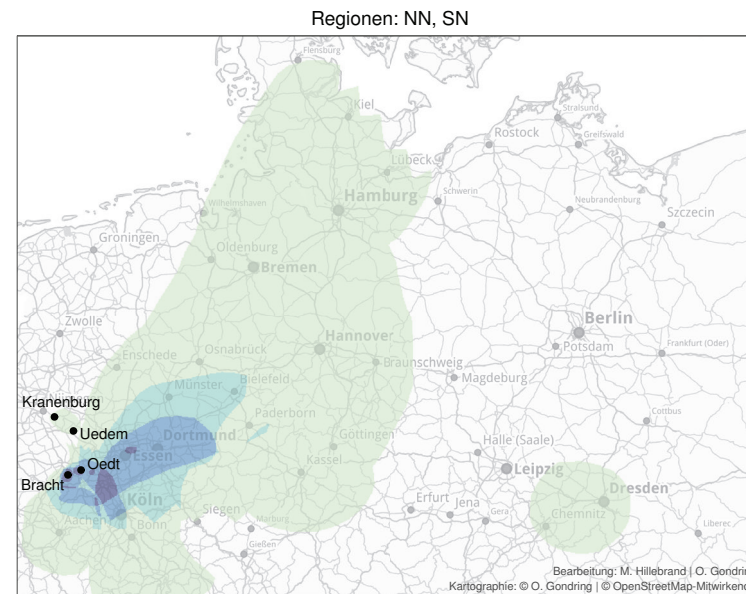 Regionen: NN, SN
Flensburg
Kiel
Stralsund
Rostock
Greifswald
Lübeck
Schwerin
Hamburg
Neubrandenburg
Wilhelmshaven
Szczecin
Groningen
Oldenburg
Bremen
Zwolle
Berlin
Hannover
Frankfurt (Oder)
Potsdam
Enschede
Osnabrück
Braunschweig
Magdeburg
Münster
Bielefeld
Kranenburg
Paderborn
Cottbus
Uedem
Dortmund
Göttingen
Essen
Halle (Saale)
Oedt
Kassel
Leipzig
Bracht
Dresden
Köln
Erfurt
Jena
Siegen
Chemnitz
Gera
Aachen
Bonn
Marburg
Liberec
Gießen
Bearbeitung: M. Hillebrand | O. Gondrin
Kartographie: © O. Gondring | © OpenStreetMap-Mitwirkend